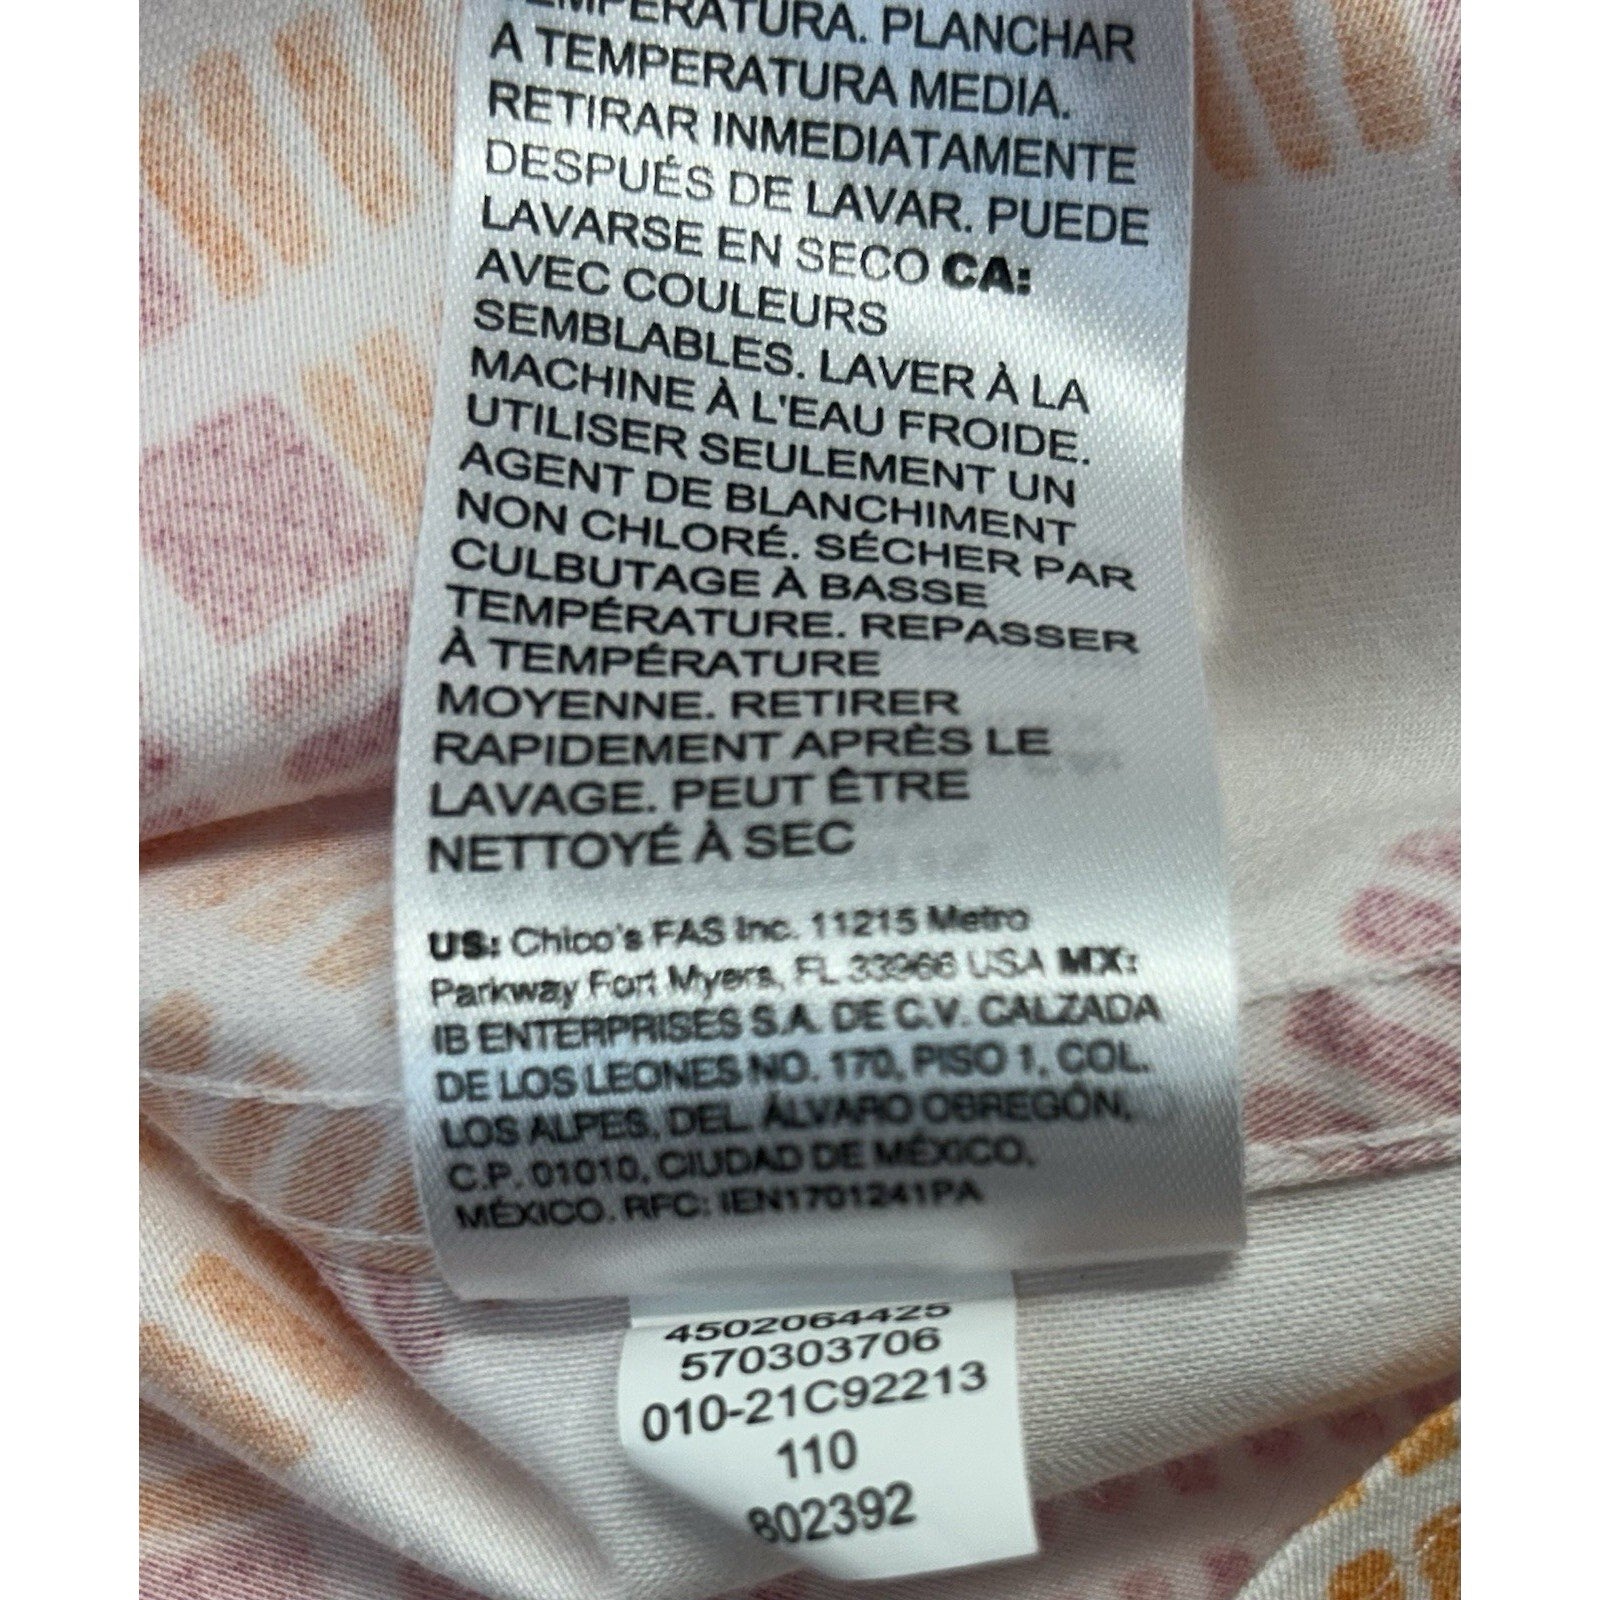 TEMPERATURA. PLANCHAR
A TEMPERATURA MEDIA.
RETIRAR INMEDIATAMENTE
DESPUÉS DE LAVAR. PUEDE
LAVARSE EN SECO CA:
AVEC COULEURS
SEMBLABLES. LAVER À LA
MACHINE À L'EAU FROIDE.
UTILISER SEULEMENT UN
AGENT DE BLANCHIMENT
NON CHLORÉ. SÉCHER PAR
CULBUTAGE À BASSE
TEMPÉRATURE. REPASSER
À TEMPÉRATURE
MOYENNE. RETIRER
RAPIDEMENT APRÈS LE
LAVAGE. PEUT ÊTRE
NETTOYÉ À SEC
US: Chico's FAS Inc. 11215 Metro
Parkway Fort Myers, FL 33966 USA MX:
IB ENTERPRISES S.A. DE C.V. CALZADA
DE LOS LEONES NO. 170, PISO 1, COL.
LOS ALPES, DEL. ÁLVARO OBREGÓN,
C.P. 01010, CIUDAD DE MÉXICO,
MÉXICO. RFC: IEN1701241PA
4502064425
570303706
010-21C92213
110
802392